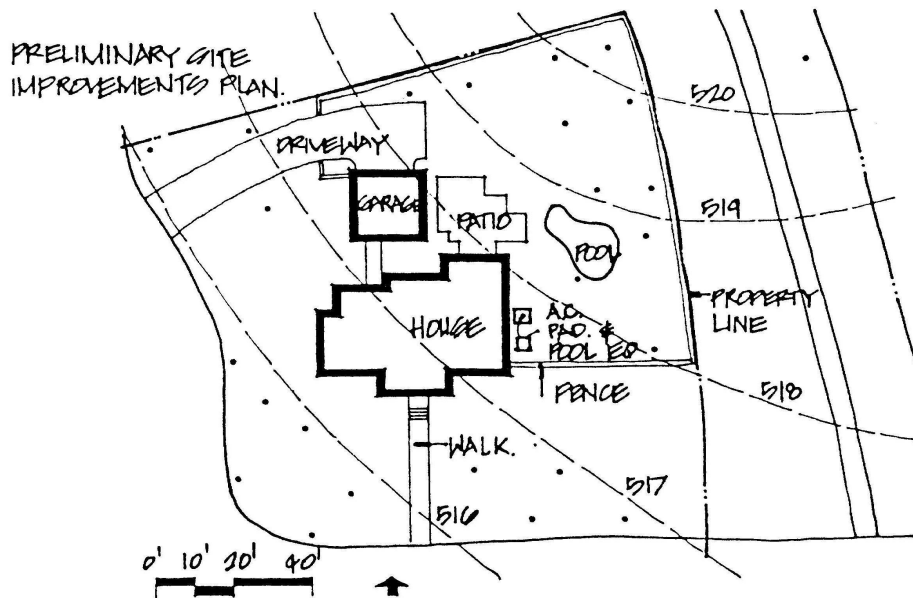 PRELIMINARY SITE
IMPROVEMENTS PLAN.
520
DRIVEWAY
GARAGE
PATIO
519
POOL
PROPERTY
LINE
HOUSE
A.C.
PAD. &
POOL EQ
518
FENCE
WALK.
517
516
0' 10' 20' 40'